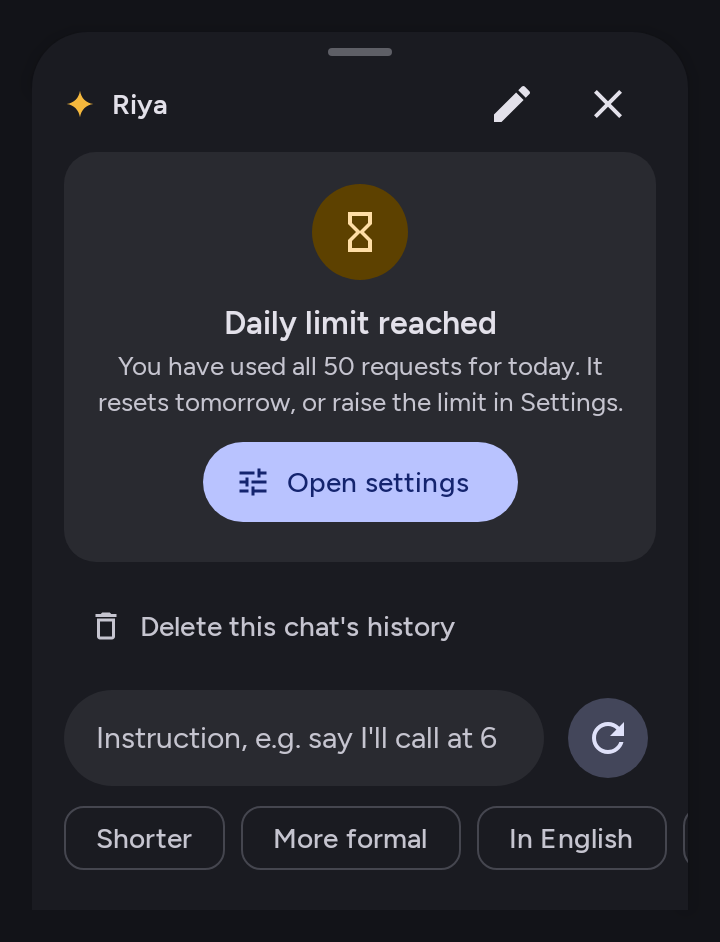 Riya
Daily limit reached
You have used all 50 requests for today. It
resets tomorrow, or raise the limit in Settings.
Open settings
Delete this chat's history
Instruction, e.g. say I'll call at 6
Shorter
More formal
In English